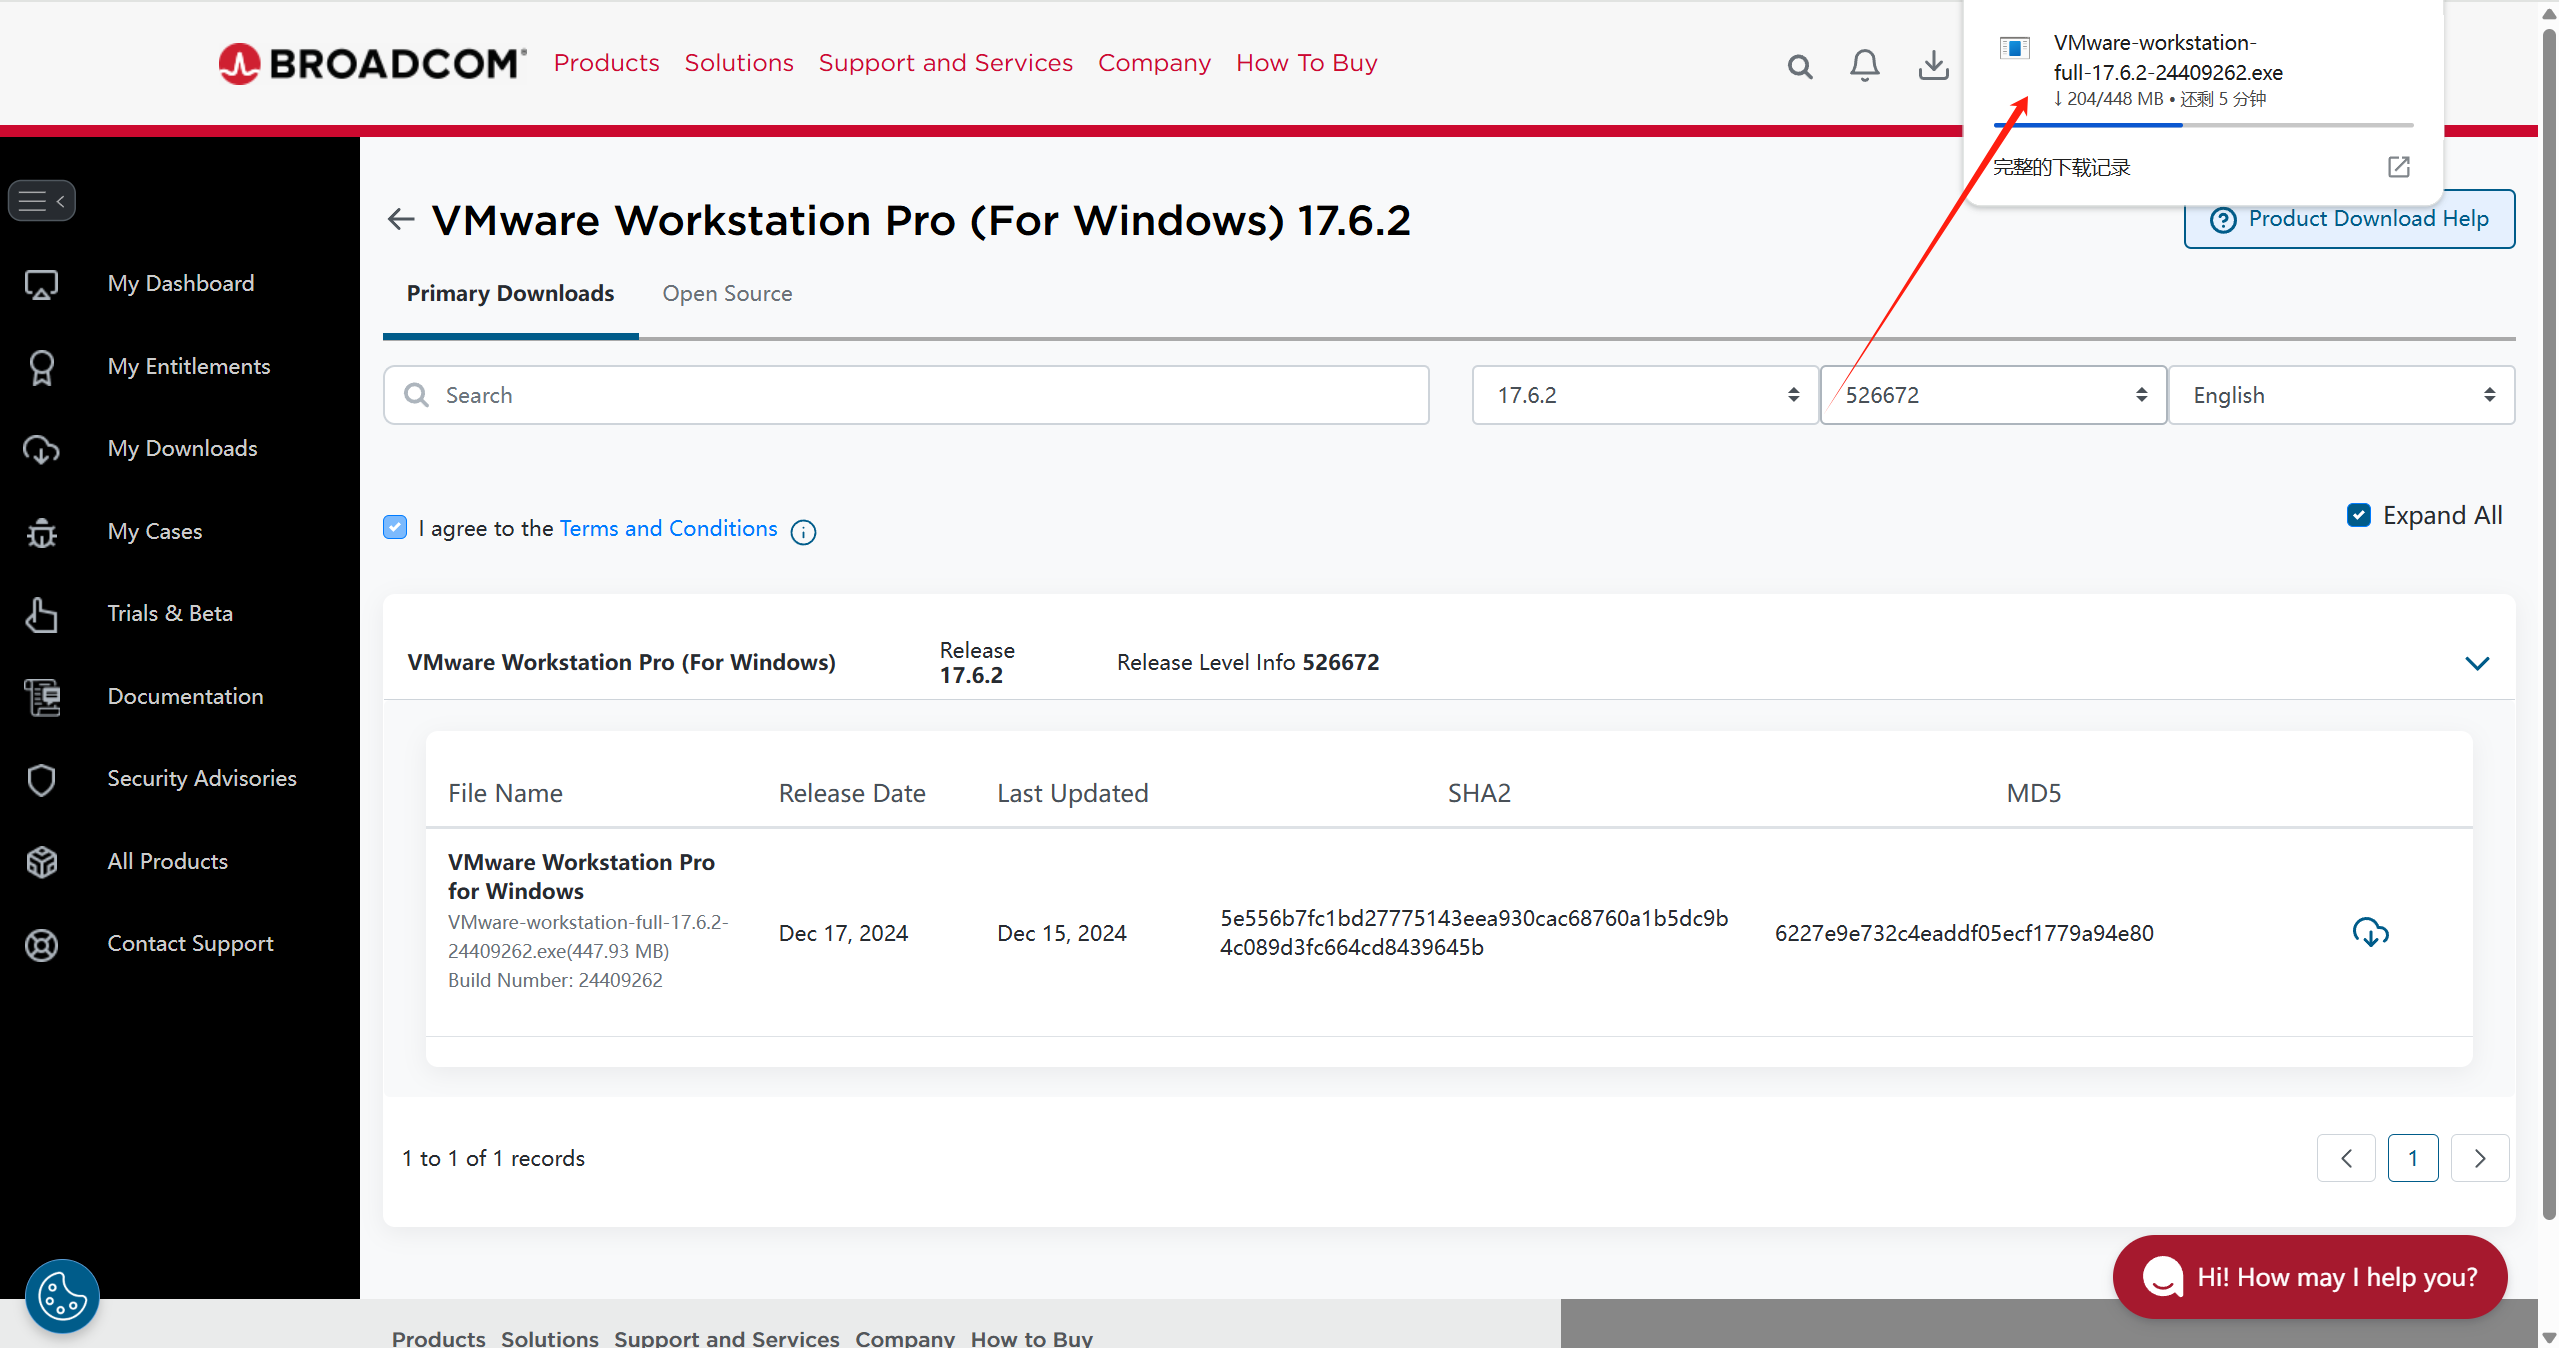 BROADCOM
Products
Solutions
Support and Services
Company
How To Buy
VMware-workstation-
full-17.6.2-24409262.exe
↓ 204/448 MB • 还剩 5 分钟
完整的下载记录
My Dashboard
My Entitlements
My Downloads
My Cases
Trials & Beta
Documentation
Security Advisories
All Products
Contact Support
VMware Workstation Pro (For Windows) 17.6.2
Product Download Help
Primary Downloads
Open Source
Search
17.6.2
526672
English
I agree to the Terms and Conditions
Expand All
VMware Workstation Pro (For Windows)
Release
17.6.2
Release Level Info 526672
File Name
Release Date
Last Updated
SHA2
MD5
VMware Workstation Pro
for Windows
VMware-workstation-full-17.6.2-
24409262.exe(447.93 MB)
Build Number: 24409262
Dec 17, 2024
Dec 15, 2024
5e556b7fc1bd27775143eea930cac68760a1b5dc9b
4c089d3fc664cd8439645b
6227e9e732c4eaddf05ecf1779a94e80
1 to 1 of 1 records
1
Hi! How may I help you?
Products
Solutions
Support and Services
Company
How to Buy